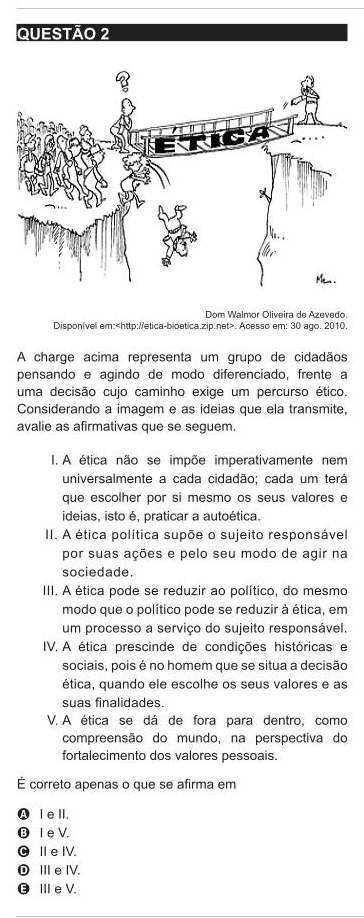 QUESTÃO 2
?
ÉTICA
Dom Walmor Oliveira de Azevedo.
Disponível em:<http://etica-bioetica.zip.net>. Acesso em: 30 ago. 2010.
A charge acima representa um grupo de cidadãos
pensando e agindo de modo diferenciado, frente a
uma decisão cujo caminho exige um percurso ético.
Considerando a imagem e as ideias que ela transmite,
avalie as afirmativas que se seguem.
I. A ética não se impõe imperativamente nem
universalmente a cada cidadão; cada um terá
que escolher por si mesmo os seus valores e
ideias, isto é, praticar a autoética.
II. A ética política supõe o sujeito responsável
por suas ações e pelo seu modo de agir na
sociedade.
III. A ética pode se reduzir ao político, do mesmo
modo que o político pode se reduzir à ética, em
um processo a serviço do sujeito responsável.
IV. A ética prescinde de condições históricas e
sociais, pois é no homem que se situa a decisão
ética, quando ele escolhe os seus valores e as
suas finalidades.
V. A ética se dá de fora para dentro, como
compreensão do mundo, na perspectiva do
fortalecimento dos valores pessoais.
É correto apenas o que se afirma em
A I e II.
B I e V.
C II e IV.
D III e IV.
E III e V.